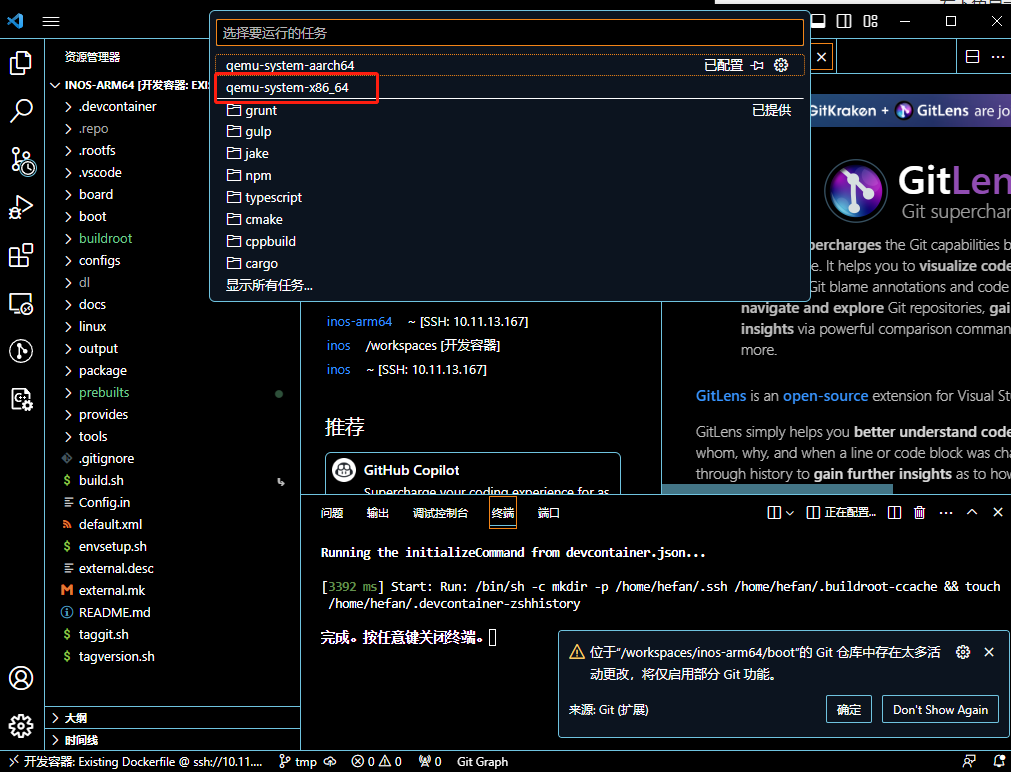 选择要运行的任务
qemu-system-aarch64 已配置
qemu-system-x86_64
grunt 已提供
gulp
jake
npm
typescript
cmake
cppbuild
cargo
显示所有任务...
资源管理器
INOS-ARM64 [开发容器: EXI
.devcontainer
.repo
.rootfs
.vscode
board
boot
buildroot
configs
dl
docs
linux
output
package
prebuilts
provides
tools
.gitignore
$ build.sh
Config.in
default.xml
$ envsetup.sh
external.desc
M external.mk
README.md
$ taggit.sh
$ tagversion.sh
大纲
时间线
inos-arm64 ~ [SSH: 10.11.13.167]
inos /workspaces [开发容器]
inos ~ [SSH: 10.11.13.167]
推荐
GitHub Copilot
Supercharge your coding experience for as
GitKraken + GitLens are jo
GitLen
Git superchar
percharges the Git capabilities b
e. It helps you to visualize code
Git blame annotations and code
navigate and explore Git repositories, gai
insights via powerful comparison comman
more.
GitLens is an open-source extension for Visual Stu
GitLens simply helps you better understand code
whom, why, and when a line or code block was cha
through history to gain further insights as to how
问题 输出 调试控制台 终端 端口
正在配置...
Running the initializeCommand from devcontainer.json...
[3392 ms] Start: Run: /bin/sh -c mkdir -p /home/hefan/.ssh /home/hefan/.buildroot-ccache && touch
/home/hefan/.devcontainer-zshhistory
完成。按任意键关闭终端。
位于“/workspaces/inos-arm64/boot”的 Git 仓库中存在太多活
动更改，将仅启用部分 Git 功能。
来源: Git (扩展)
确定
Don't Show Again
开发容器: Existing Dockerfile @ ssh://10.11.... tmp 0 0 0 Git Graph